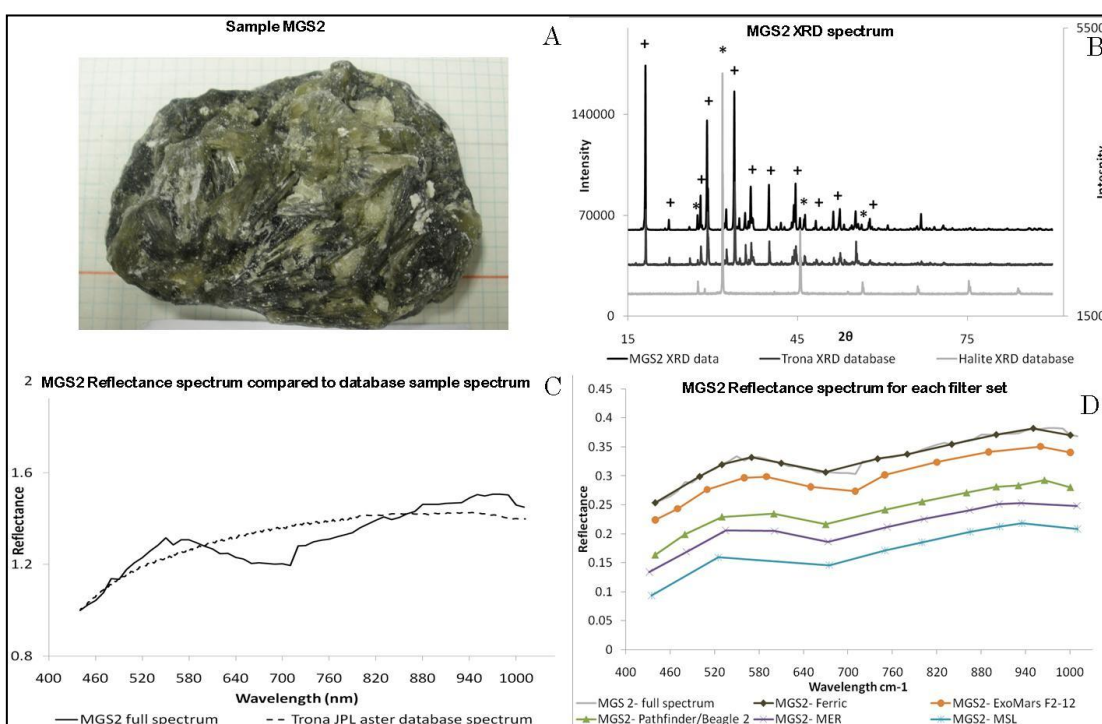 Sample MGS2
A
MGS2 XRD spectrum
B
5500
140000
70000
0
Intensity
Intesnity
1500
15
45
75
2θ
MGS2 XRD data
Trona XRD database
Halite XRD database
MGS2 Reflectance spectrum compared to database sample spectrum
C
2
1.6
1.2
0.8
Reflectance
400 460 520 580 640 700 760 820 880 940 1000
Wavelength (nm)
MGS2 full spectrum
Trona JPL aster database spectrum
MGS2 Reflectance spectrum for each filter set
D
0.45
0.4
0.35
0.3
0.25
0.2
0.15
0.1
0.05
0
Reflectance
400 460 520 580 640 700 760 820 880 940 1000
Wavelength cm-1
MGS 2- full spectrum
MGS2- Ferric
MGS2- ExoMars F2-12
MGS2- Pathfinder/Beagle 2
MGS2- MER
MGS2- MSL